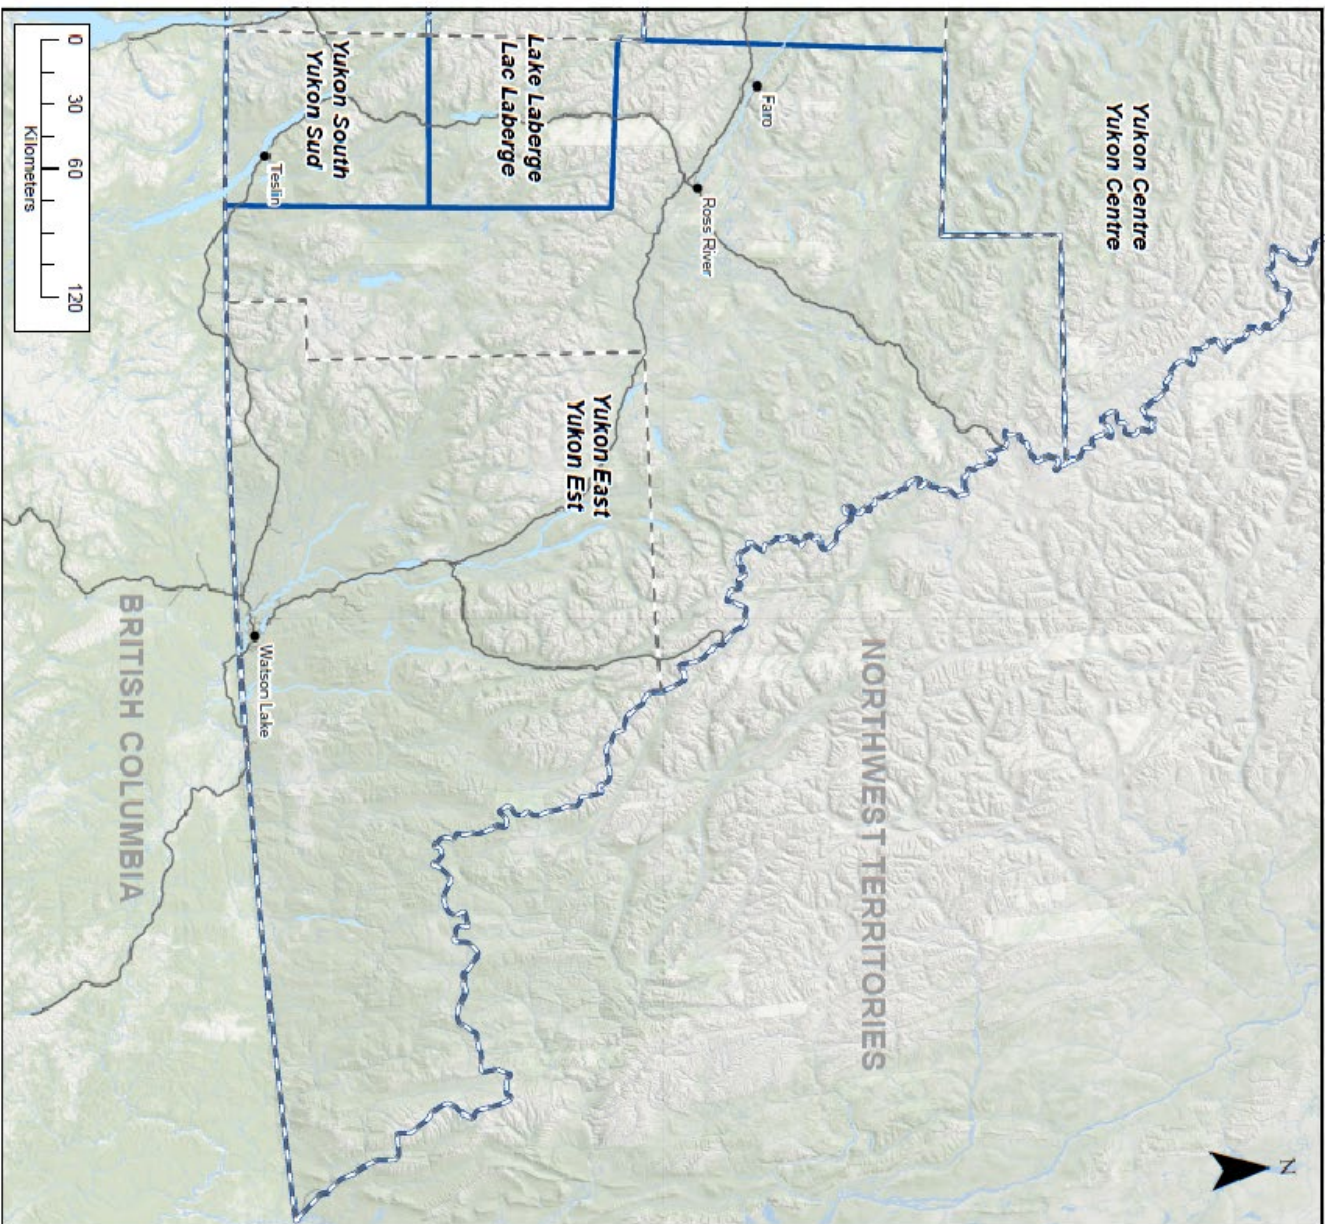 Yukon Centre
Yukon Centre
N
Faro
Ross River
Lake Laberge
Lac Laberge
Yukon South
Yukon Sud
Teslin
Yukon East
Yukon Est
NORTHWEST TERRITORIES
Watson Lake
BRITISH COLUMBIA
0 30 60 120
Kilometers